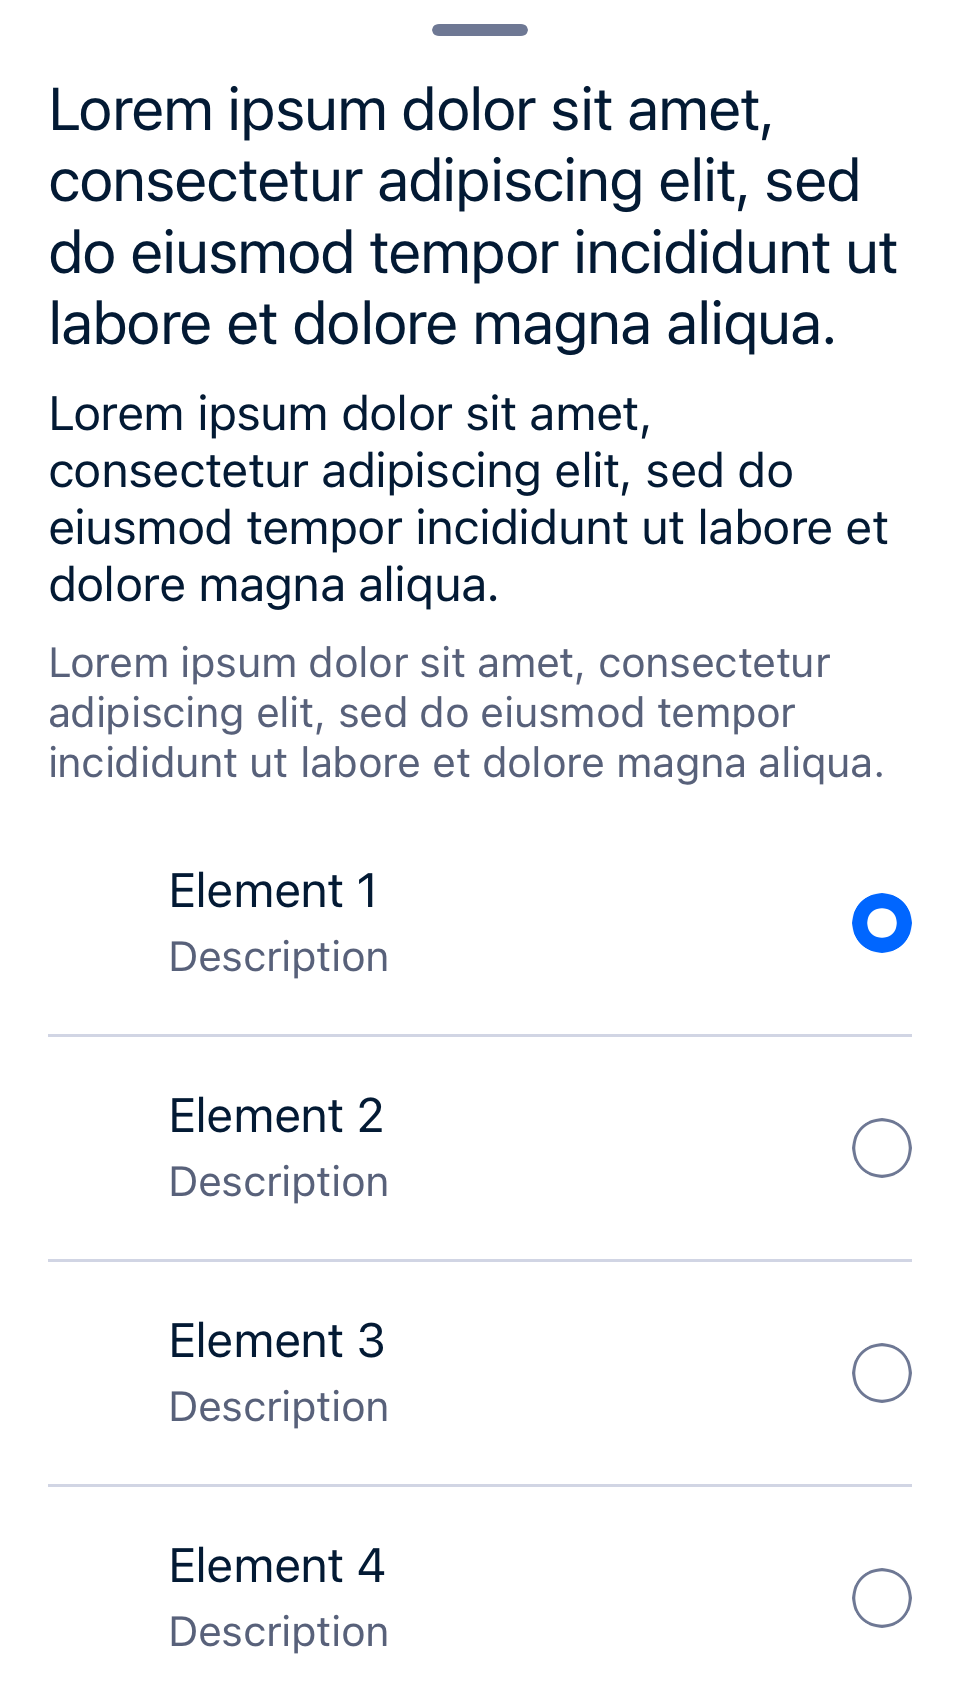 Lorem ipsum dolor sit amet,
consectetur adipiscing elit, sed
do eiusmod tempor incididunt ut
labore et dolore magna aliqua.
Lorem ipsum dolor sit amet,
consectetur adipiscing elit, sed do
eiusmod tempor incididunt ut labore et
dolore magna aliqua.
Lorem ipsum dolor sit amet, consectetur
adipiscing elit, sed do eiusmod tempor
incididunt ut labore et dolore magna aliqua.
Element 1
Description
Element 2
Description
Element 3
Description
Element 4
Description